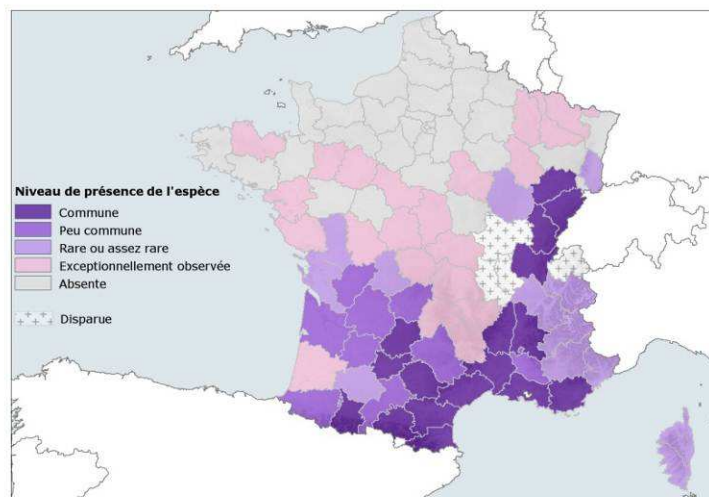 Niveau de présence de l'espèce
Commune
Peu commune
Rare ou assez rare
Exceptionnellement observée
Absente
Disparue